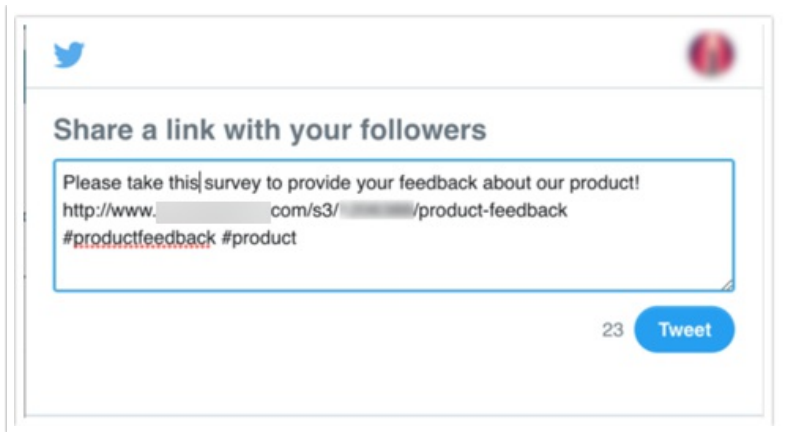 Share a link with your followers
Please take this survey to provide your feedback about our product!
http://www. com/s3/ /product-feedback
#productfeedback #product
23 Tweet